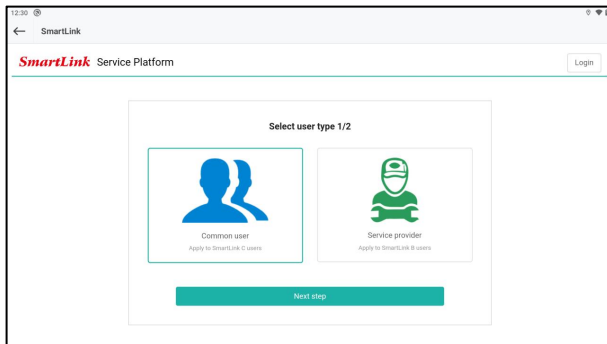 12:30
SmartLink
SmartLink Service Platform
Login
Select user type 1/2
Common user
Apply to SmartLink C users
Service provider
Apply to SmartLink B users
Next step